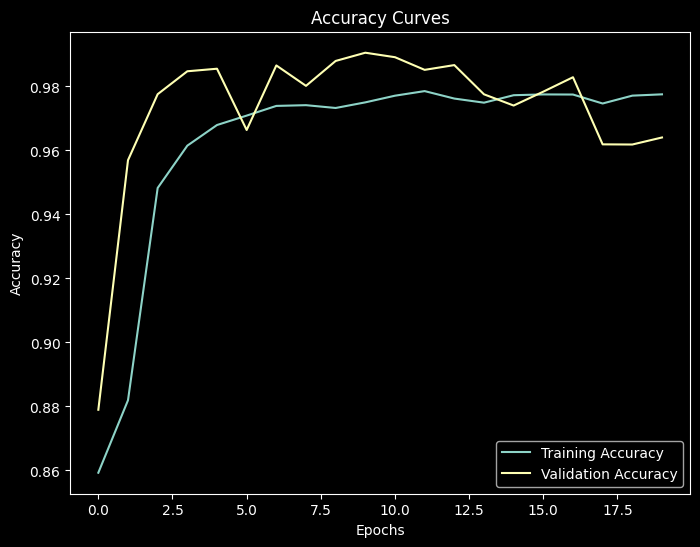 Accuracy Curves
Accuracy
0.98
0.96
0.94
0.92
0.90
0.88
0.86
Training Accuracy
Validation Accuracy
0.0 2.5 5.0 7.5 10.0 12.5 15.0 17.5
Epochs